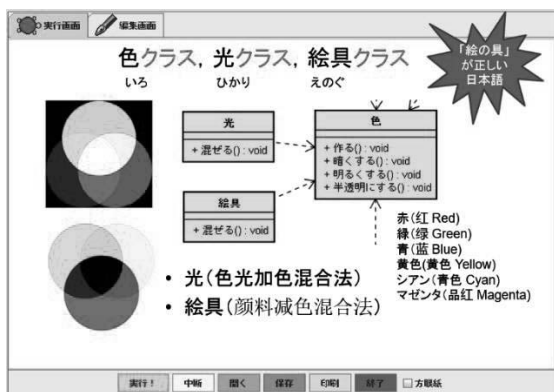 実行画面
編集画面
色クラス, 光クラス, 絵具クラス
いろ ひかり えのぐ
「絵の具」
が正しい
日本語
光
+ 混ぜる() : void
色
+ 作る() : void
+ 暗くする() : void
+ 明るくする() : void
+ 半透明にする() : void
絵具
+ 混ぜる() : void
赤(红 Red)
緑(绿 Green)
青(蓝 Blue)
黄色(黄色 Yellow)
シアン(青色 Cyan)
マゼンタ(品红 Magenta)
• 光(色光加色混合法)
• 絵具(颜料减色混合法)
実行!
中断
開く
保存
印刷
終了
方眼紙